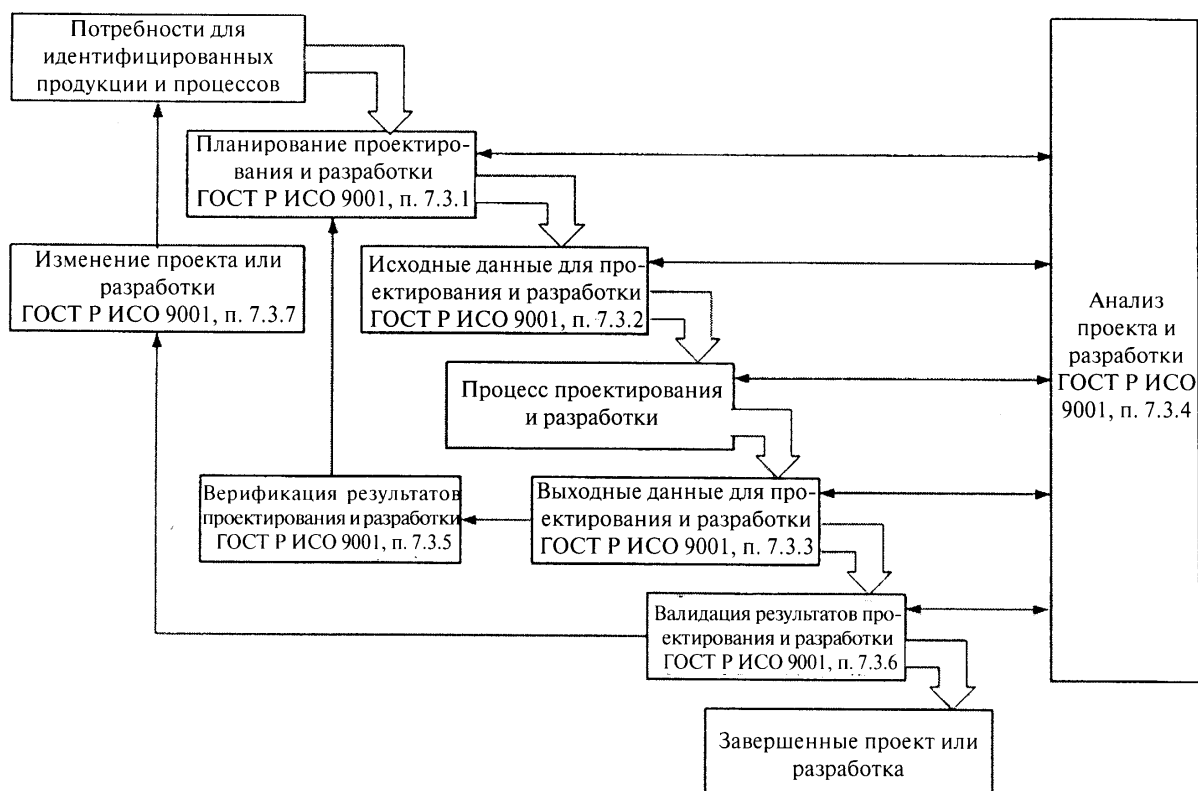 Потребности для
идентифицированных
продукции и процессов
Планирование проектиро-
вания и разработки
ГОСТ Р ИСО 9001, п. 7.3.1
Изменение проекта или
разработки
ГОСТ Р ИСО 9001, п. 7.3.7
Исходные данные для про-
ектирования и разработки
ГОСТ Р ИСО 9001, п. 7.3.2
Анализ
проекта и
разработки
ГОСТ Р ИСО
9001, п. 7.3.4
Процесс проектирования
и разработки
Верификация результатов
проектирования и разработки
ГОСТ Р ИСО 9001, п. 7.3.5
Выходные данные для про-
ектирования и разработки
ГОСТ Р ИСО 9001, п. 7.3.3
Валидация результатов про-
ектирования и разработки
ГОСТ Р ИСО 9001, п. 7.3.6
Завершенные проект или
разработка